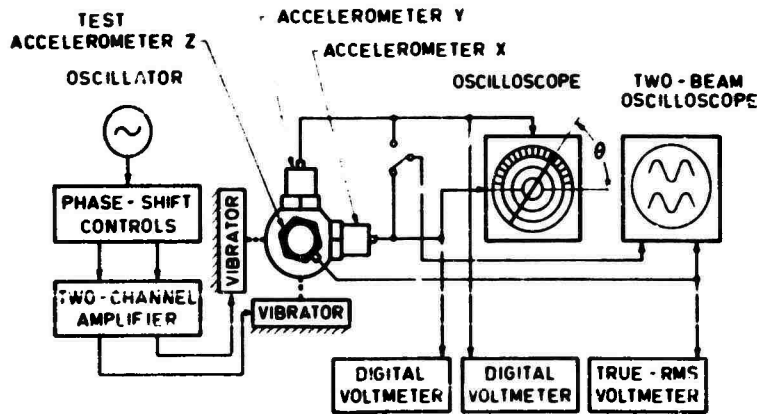 TEST
ACCELEROMETER Z
ACCELEROMETER Y
ACCELEROMETER X
OSCILLATOR
OSCILLOSCOPE
TWO-BEAM
OSCILLOSCOPE
θ
PHASE-SHIFT
CONTROLS
VIBRATOR
TWO-CHANNEL
AMPLIFIER
VIBRATOR
DIGITAL
VOLTMETER
DIGITAL
VOLTMETER
TRUE-RMS
VOLTMETER